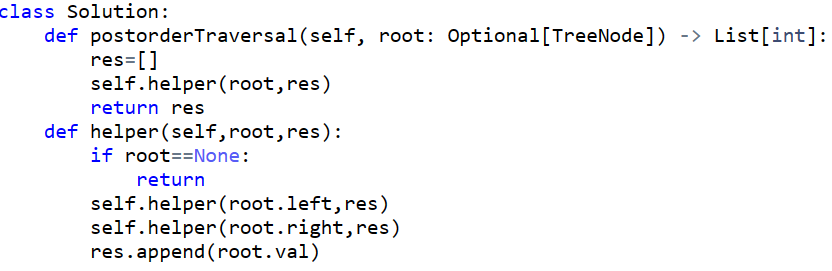 class Solution:
    def postorderTraversal(self, root: Optional[TreeNode]) -> List[int]:
        res=[]
        self.helper(root,res)
        return res
    def helper(self,root,res):
        if root==None:
            return
        self.helper(root.left,res)
        self.helper(root.right,res)
        res.append(root.val)